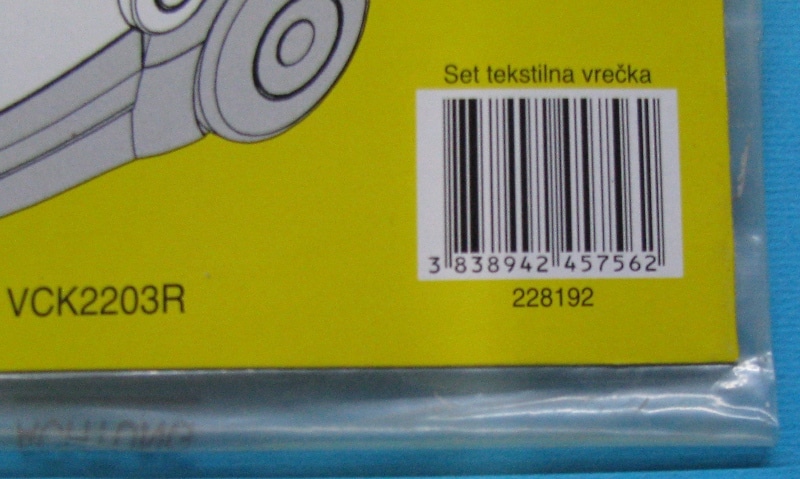 Set tekstilna vrečka
3 838942 457562
VCK2203R
228192